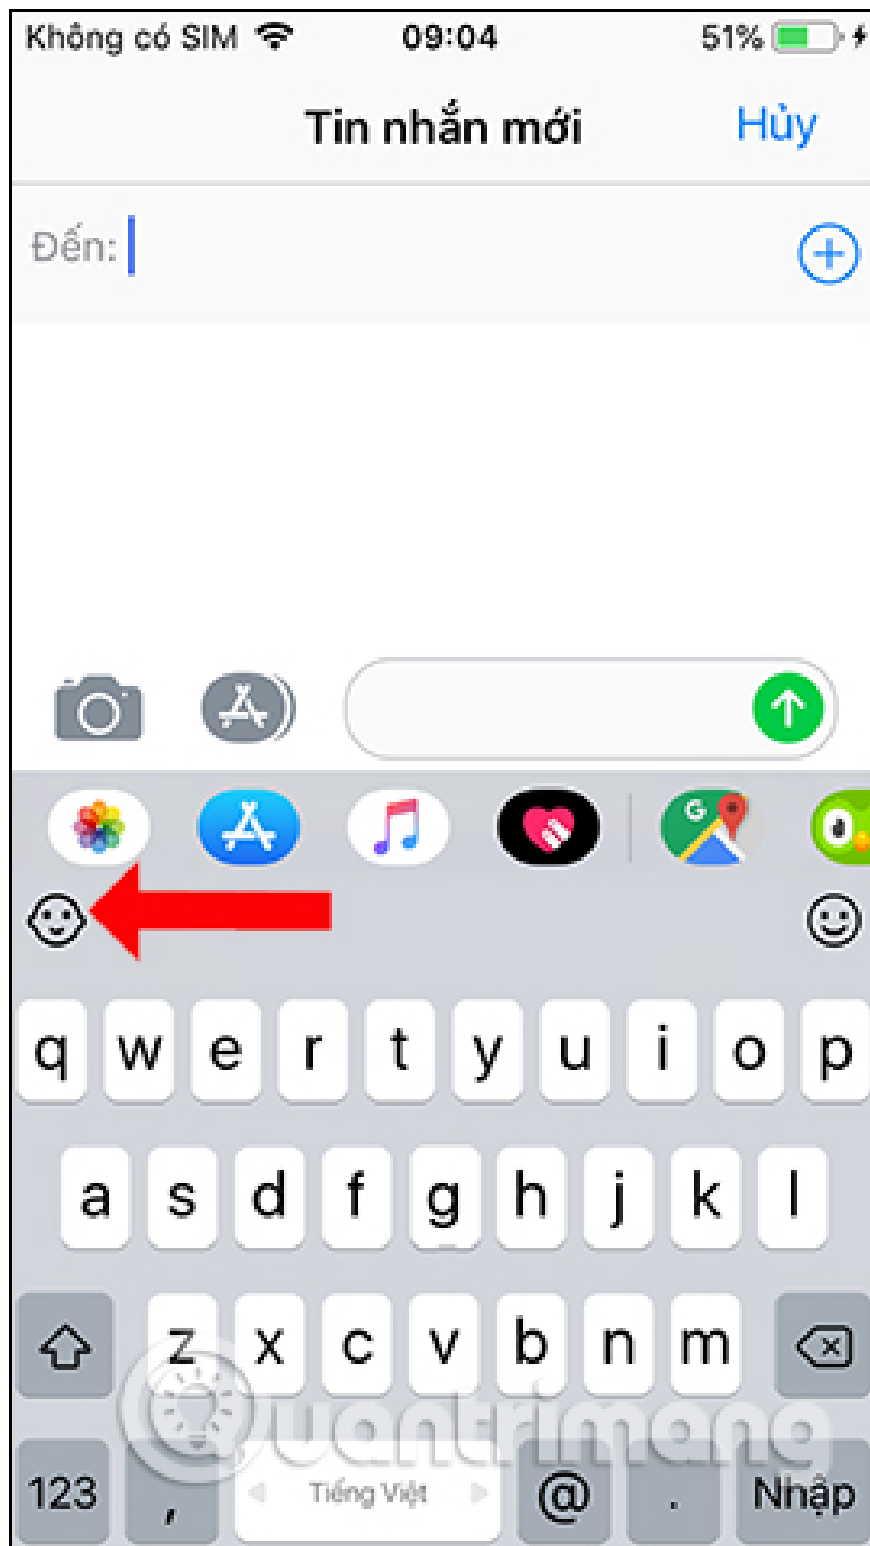 Không có SIM 09:04 51%
Tin nhắn mới Hủy
Đến:
q w e r t y u i o p
a s d f g h j k l
z x c v b n m
Quantrimang
123 , Tiếng Việt @ . Nhập